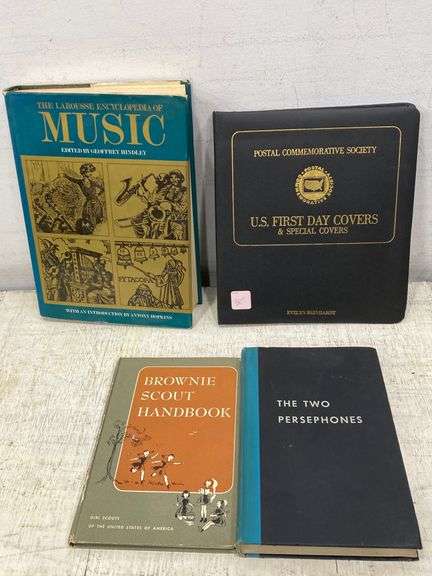 THE LAROUSSE ENCYCLOPEDIA OF
MUSIC
EDITED BY GEOFFREY HINDLEY
WITH AN INTRODUCTION BY ANTONY HOPKINS
POSTAL COMMEMORATIVE SOCIETY
U.S. FIRST DAY COVERS
& SPECIAL COVERS
BROWNIE
SCOUT
HANDBOOK
GIRL SCOUTS
OF THE UNITED STATES OF AMERICA
THE TWO
PERSEPHONES